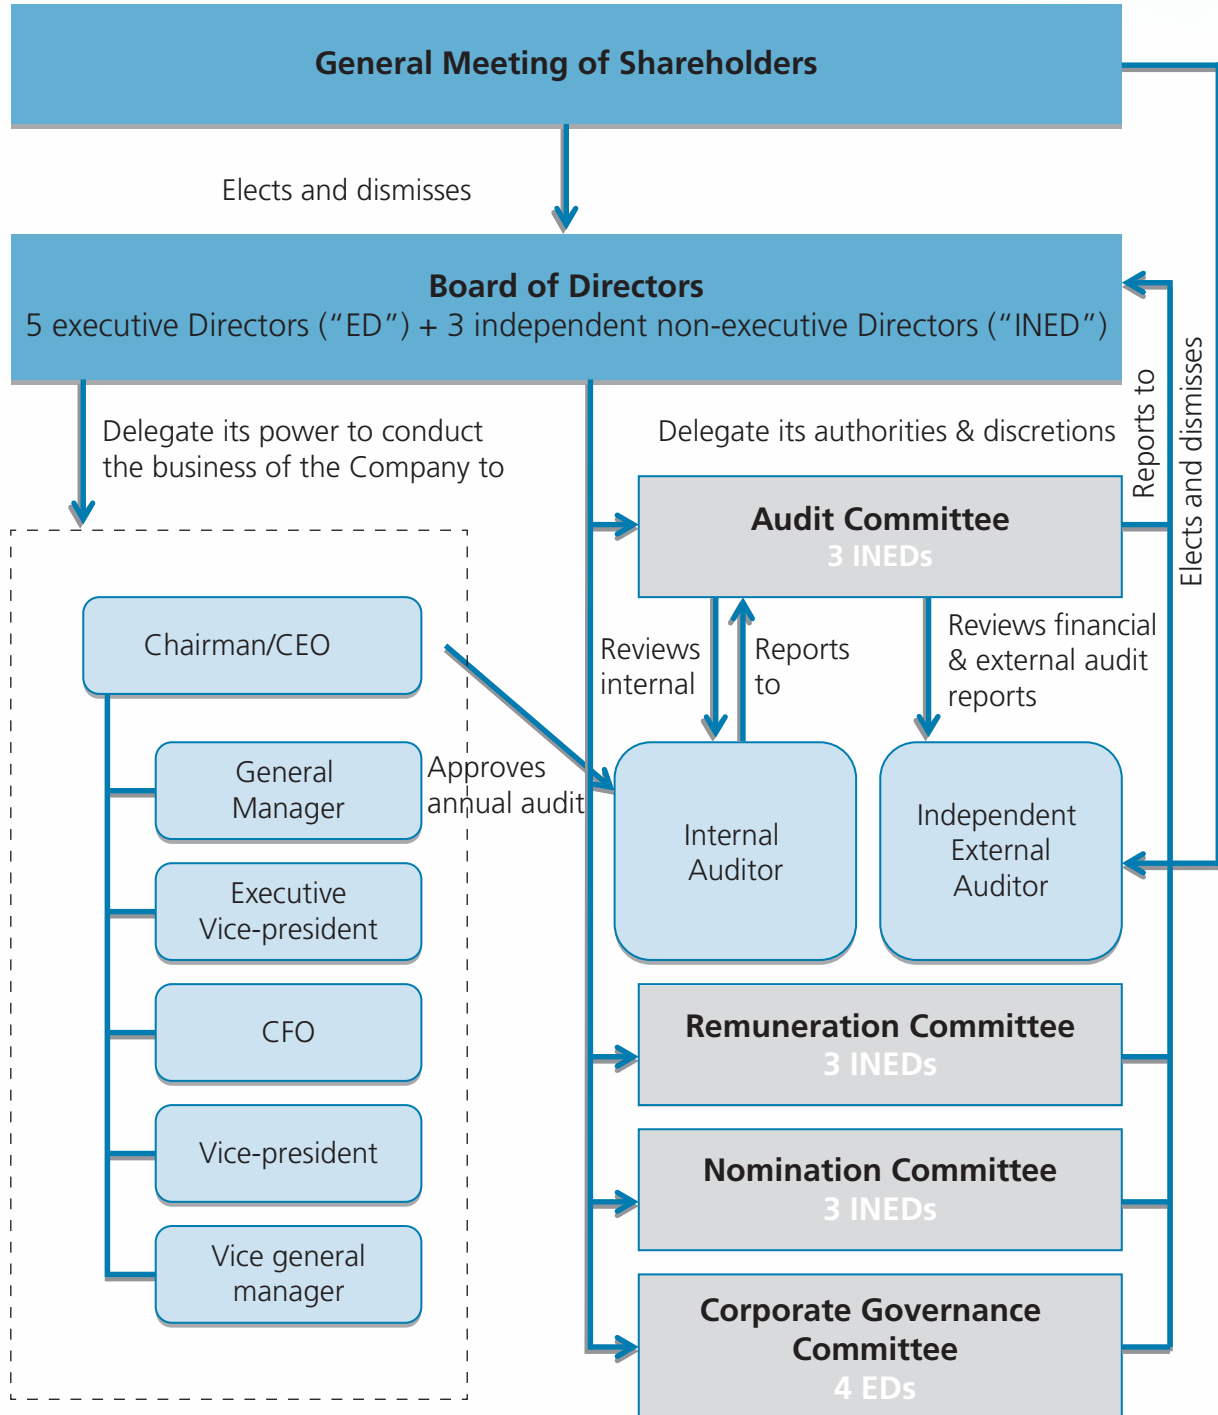 General Meeting of Shareholders
Elects and dismisses
Board of Directors
5 executive Directors (“ED”) + 3 independent non-executive Directors (“INED”)
Delegate its power to conduct
the business of the Company to
Delegate its authorities & discretions
Reports to
Elects and dismisses
Audit Committee
3 INEDs
Chairman/CEO
Reviews
internal
Reports
to
Reviews financial
& external audit
reports
General
Manager
Approves
annual audit
Internal
Auditor
Independent
External
Auditor
Executive
Vice-president
CFO
Vice-president
Vice general
manager
Remuneration Committee
3 INEDs
Nomination Committee
3 INEDs
Corporate Governance
Committee
4 EDs